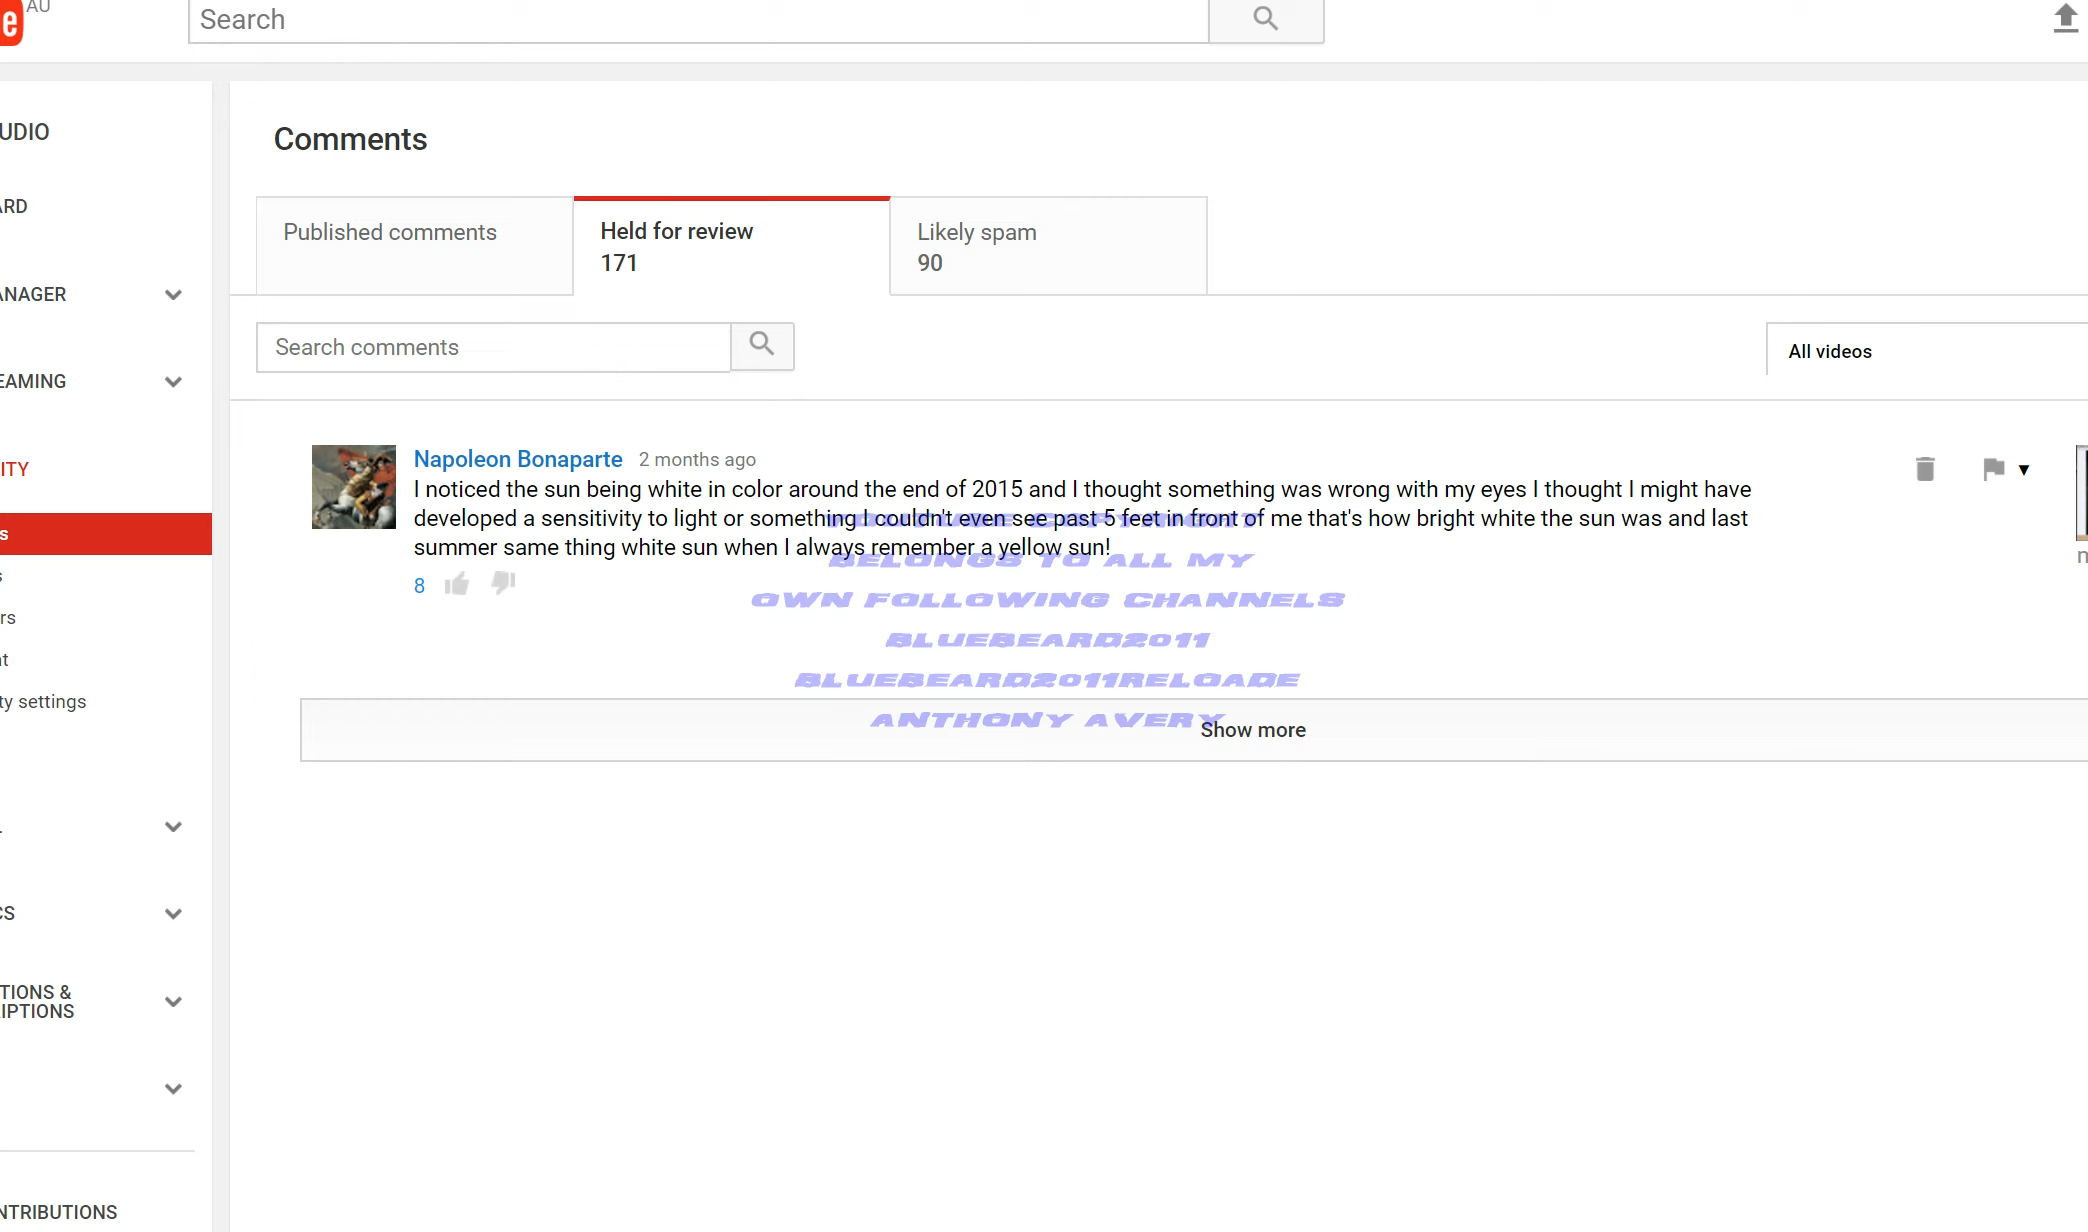 AU
e
Search
UDIO
ARD
ANAGER
EAMING
ITY
s
s
rs
nt
ty settings
CS
TIONS &
IPTIONS
NTRIBUTIONS
Comments
Published comments
Held for review
171
Likely spam
90
Search comments
All videos
Napoleon Bonaparte 2 months ago
I noticed the sun being white in color around the end of 2015 and I thought something was wrong with my eyes I thought I might have
developed a sensitivity to light or something I couldn't even see past 5 feet in front of me that's how bright white the sun was and last
summer same thing white sun when I always remember a yellow sun!
8
YOUTUBE COPYRIGHT
BELONGS TO ALL MY
OWN FOLLOWING CHANNELS
BLUEBEARD2011
BLUEBEARD2011RELOADE
ANTHONY AVERY
Show more